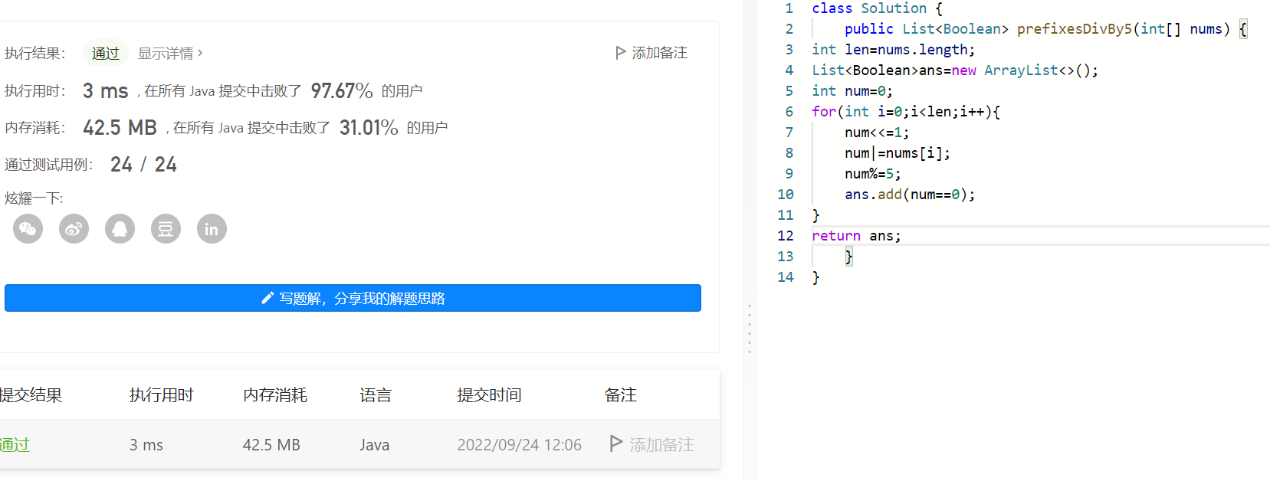 执行结果: 通过 显示详情 > 添加备注
执行用时: 3 ms , 在所有 Java 提交中击败了 97.67% 的用户
内存消耗: 42.5 MB , 在所有 Java 提交中击败了 31.01% 的用户
通过测试用例: 24 / 24
炫耀一下:
豆 in
写题解，分享我的解题思路
提交结果 执行用时 内存消耗 语言 提交时间 备注
通过 3 ms 42.5 MB Java 2022/09/24 12:06 添加备注
1 class Solution {
2     public List<Boolean> prefixesDivBy5(int[] nums) {
3 int len=nums.length;
4 List<Boolean>ans=new ArrayList<>();
5 int num=0;
6 for(int i=0;i<len;i++){
7     num<<=1;
8     num|=nums[i];
9     num%=5;
10     ans.add(num==0);
11 }
12 return ans;
13     }
14 }